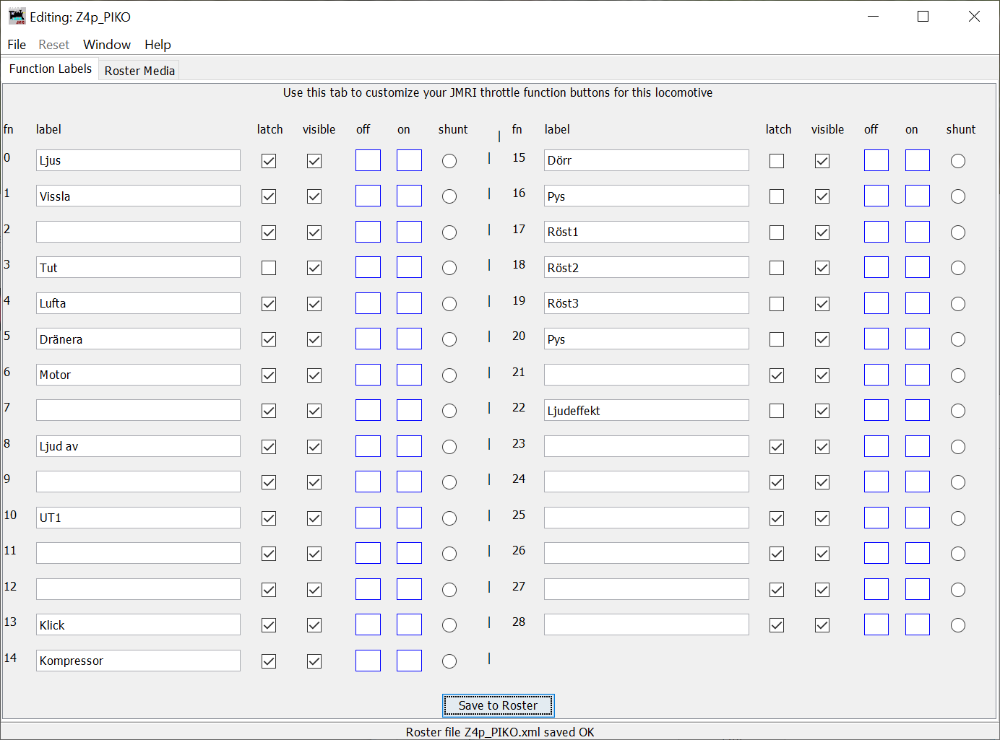 Editing: Z4p_PIKO
File Reset Window Help
Function Labels Roster Media
Use this tab to customize your JMRI throttle function buttons for this locomotive
fn label latch visible off on shunt | fn label latch visible off on shunt
0 Ljus | 15 Dörr
1 Vissla | 16 Pys
2 | 17 Röst1
3 Tut | 18 Röst2
4 Lufta | 19 Röst3
5 Dränera | 20 Pys
6 Motor | 21
7 | 22 Ljudeffekt
8 Ljud av | 23
9 | 24
10 UT1 | 25
11 | 26
12 | 27
13 Klick | 28
14 Kompressor |
Save to Roster
Roster file Z4p_PIKO.xml saved OK